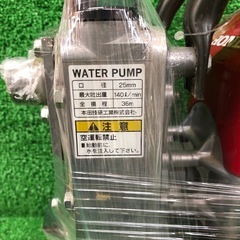 WATER PUMP
口径 25mm
最大吐出量 140ℓ/min
全揚程 36m
本田技研工業株式会社
注意
空運転禁止
始動前に必ず
水を注入して下さい